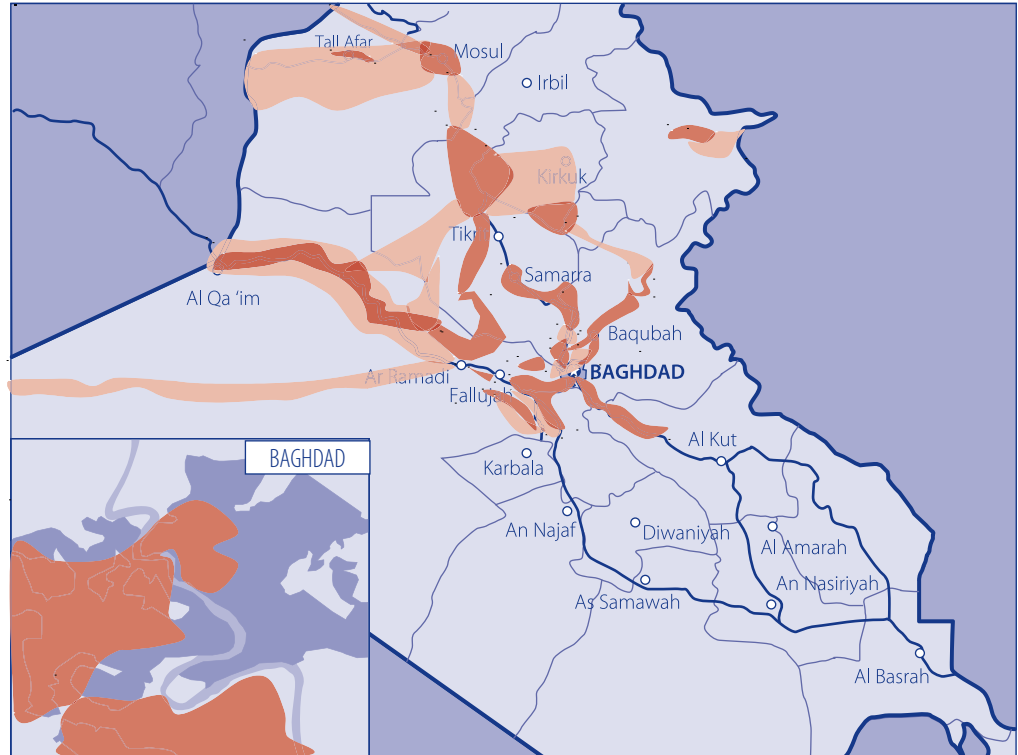 Tall Afar
Mosul
Irbil
Kirkuk
Tikrit
Samarra
Al Qa ‘im
Baqubah
BAGHDAD
Ar Ramadi
Fallujah
Al Kut
BAGHDAD
Karbala
An Najaf
Diwaniyah
Al Amarah
An Nasiriyah
As Samawah
Al Basrah